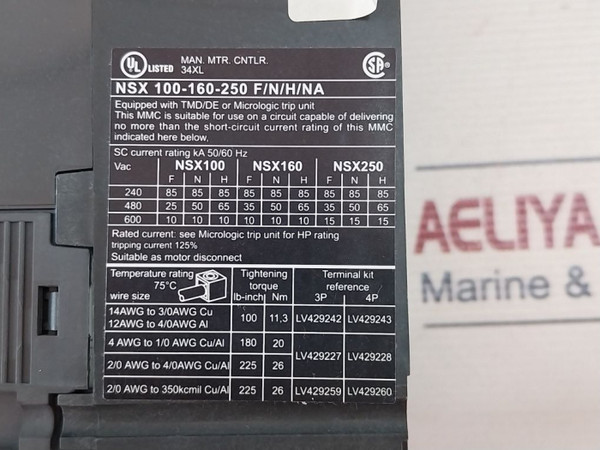 UL LISTED MAN. MTR. CNTLR.
34XL
SA
NSX 100-160-250 F/N/H/NA
Equipped with TMD/DE or Micrologic trip unit
This MMC is suitable for use on a circuit capable of delivering
no more than the short-circuit current rating of this MMC
indicated here below,
SC current rating kA 50/60 Hz
Vac NSX100 NSX160 NSX250
F N H F N H F N H
240 85 85 85 85 85 85 85 85 85
480 25 50 65 35 50 65 35 50 65
600 10 10 10 10 10 10 15 15 15
Rated current: see Micrologic trip unit for HP rating
tripping current 125%
Suitable as motor disconnect
Temperature rating
75°C
wire size
Tightening
torque
lb-inch Nm
Terminal kit
reference
3P 4P
14AWG to 3/0AWG Cu
12AWG to 4/0AWG Al
100 11,3 LV429242 LV429243
4 AWG to 1/0 AWG Cu/Al 180 20
LV429227 LV429228
2/0 AWG to 4/0AWG Cu/Al 225 26
2/0 AWG to 350kcmil Cu/Al 225 26 LV429259 LV429260
AELIYA
Marine &